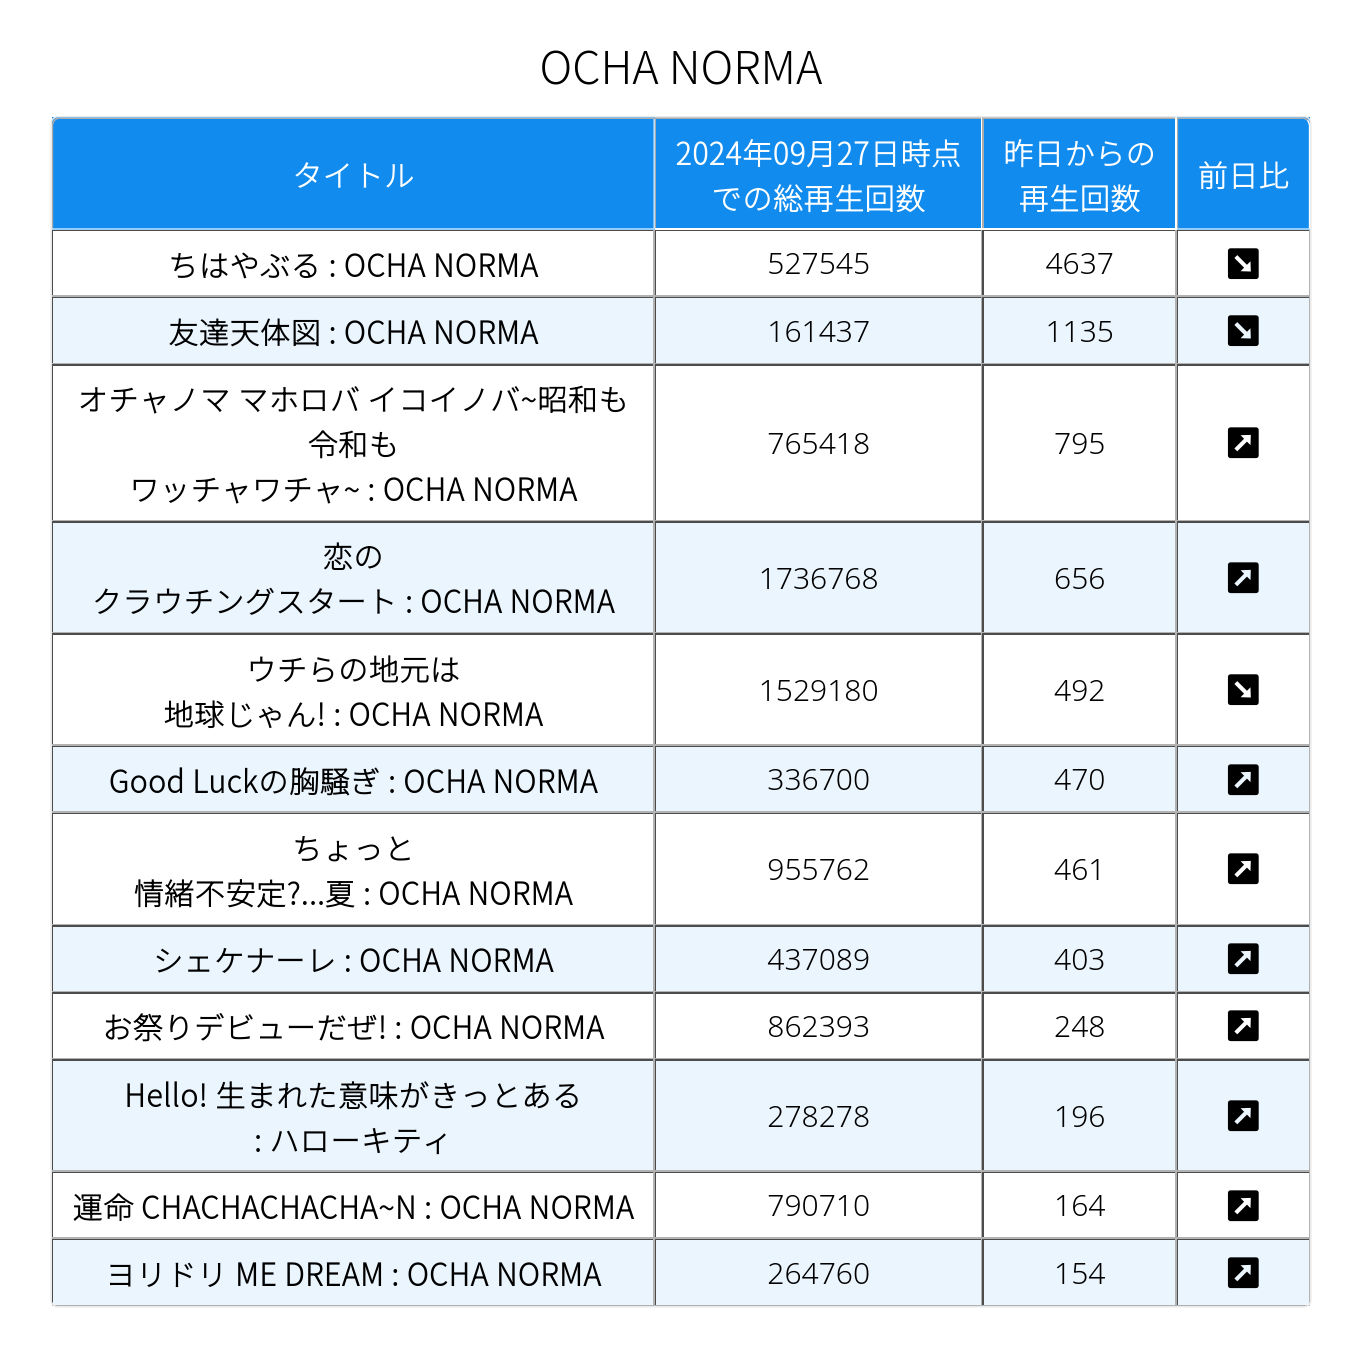 OCHA NORMA
タイトル
2024年09月27日時点
での総再生回数
昨日からの
再生回数
前日比
ちはやぶる : OCHA NORMA
527545
4637
友達天体図 : OCHA NORMA
161437
1135
オチャノマ マホロバ イコイノバ~昭和も
令和も
ワッチャワチャ~ : OCHA NORMA
765418
795
恋の
クラウチングスタート : OCHA NORMA
1736768
656
ウチらの地元は
地球じゃん! : OCHA NORMA
1529180
492
Good Luckの胸騒ぎ : OCHA NORMA
336700
470
ちょっと
情緒不安定?...夏 : OCHA NORMA
955762
461
シェケナーレ : OCHA NORMA
437089
403
お祭りデビューだぜ! : OCHA NORMA
862393
248
Hello! 生まれた意味がきっとある
: ハローキティ
278278
196
運命 CHACHACHACHA~N : OCHA NORMA
790710
164
ヨリドリ ME DREAM : OCHA NORMA
264760
154